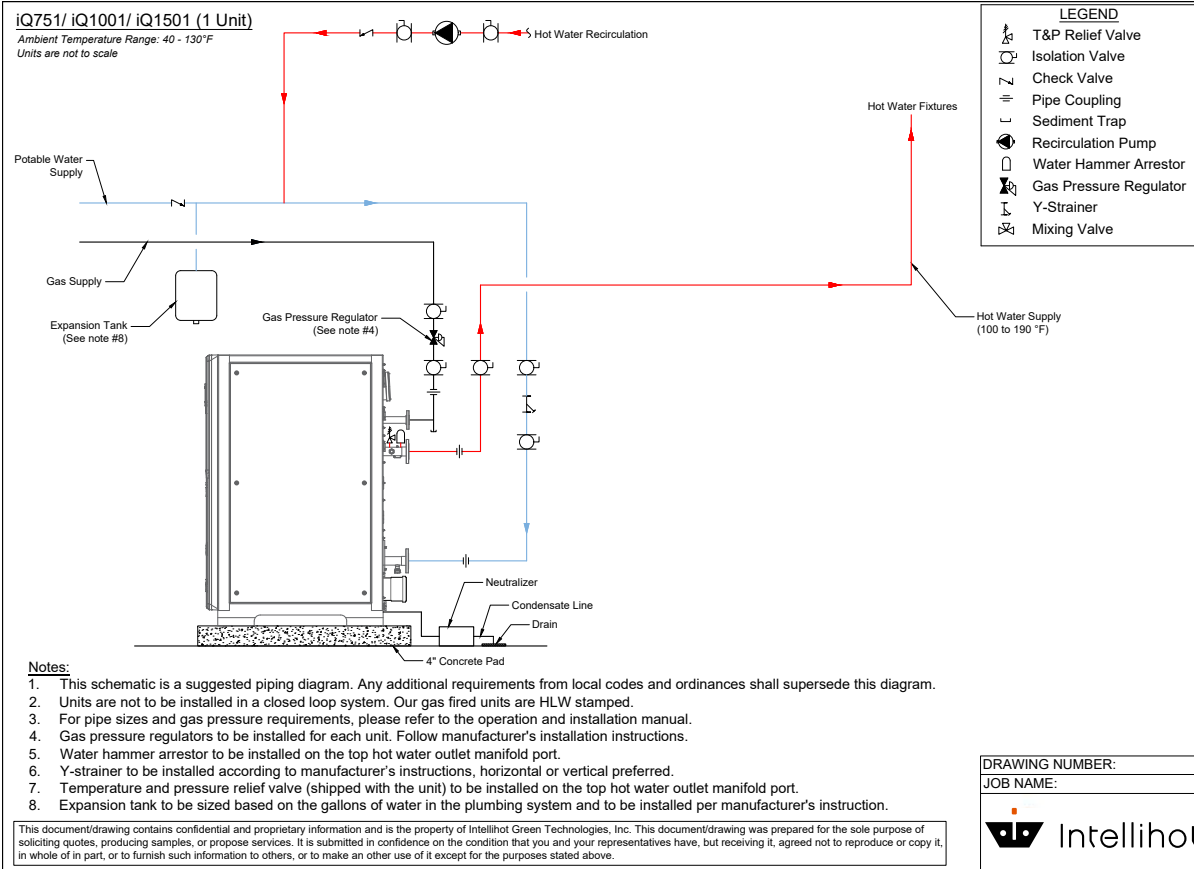 iQ751/ iQ1001/ iQ1501 (1 Unit)
Ambient Temperature Range: 40 - 130°F
Units are not to scale
Hot Water Recirculation
Potable Water
Supply
Gas Supply
Expansion Tank
(See note #8)
Gas Pressure Regulator
(See note #4)
Hot Water Fixtures
Hot Water Supply
(100 to 190 °F)
Neutralizer
Condensate Line
Drain
4" Concrete Pad
LEGEND
T&P Relief Valve
Isolation Valve
Check Valve
Pipe Coupling
Sediment Trap
Recirculation Pump
Water Hammer Arrestor
Gas Pressure Regulator
Y-Strainer
Mixing Valve
Notes:
1. This schematic is a suggested piping diagram. Any additional requirements from local codes and ordinances shall supersede this diagram.
2. Units are not to be installed in a closed loop system. Our gas fired units are HLW stamped.
3. For pipe sizes and gas pressure requirements, please refer to the operation and installation manual.
4. Gas pressure regulators to be installed for each unit. Follow manufacturer's installation instructions.
5. Water hammer arrestor to be installed on the top hot water outlet manifold port.
6. Y-strainer to be installed according to manufacturer's instructions, horizontal or vertical preferred.
7. Temperature and pressure relief valve (shipped with the unit) to be installed on the top hot water outlet manifold port.
8. Expansion tank to be sized based on the gallons of water in the plumbing system and to be installed per manufacturer's instruction.
This document/drawing contains confidential and proprietary information and is the property of Intellihot Green Technologies, Inc. This document/drawing was prepared for the sole purpose of
soliciting quotes, producing samples, or propose services. It is submitted in confidence on the condition that you and your representatives have, but receiving it, agreed not to reproduce or copy it,
in whole of in part, or to furnish such information to others, or to make an other use of it except for the purposes stated above.
DRAWING NUMBER:
JOB NAME:
Intelliho